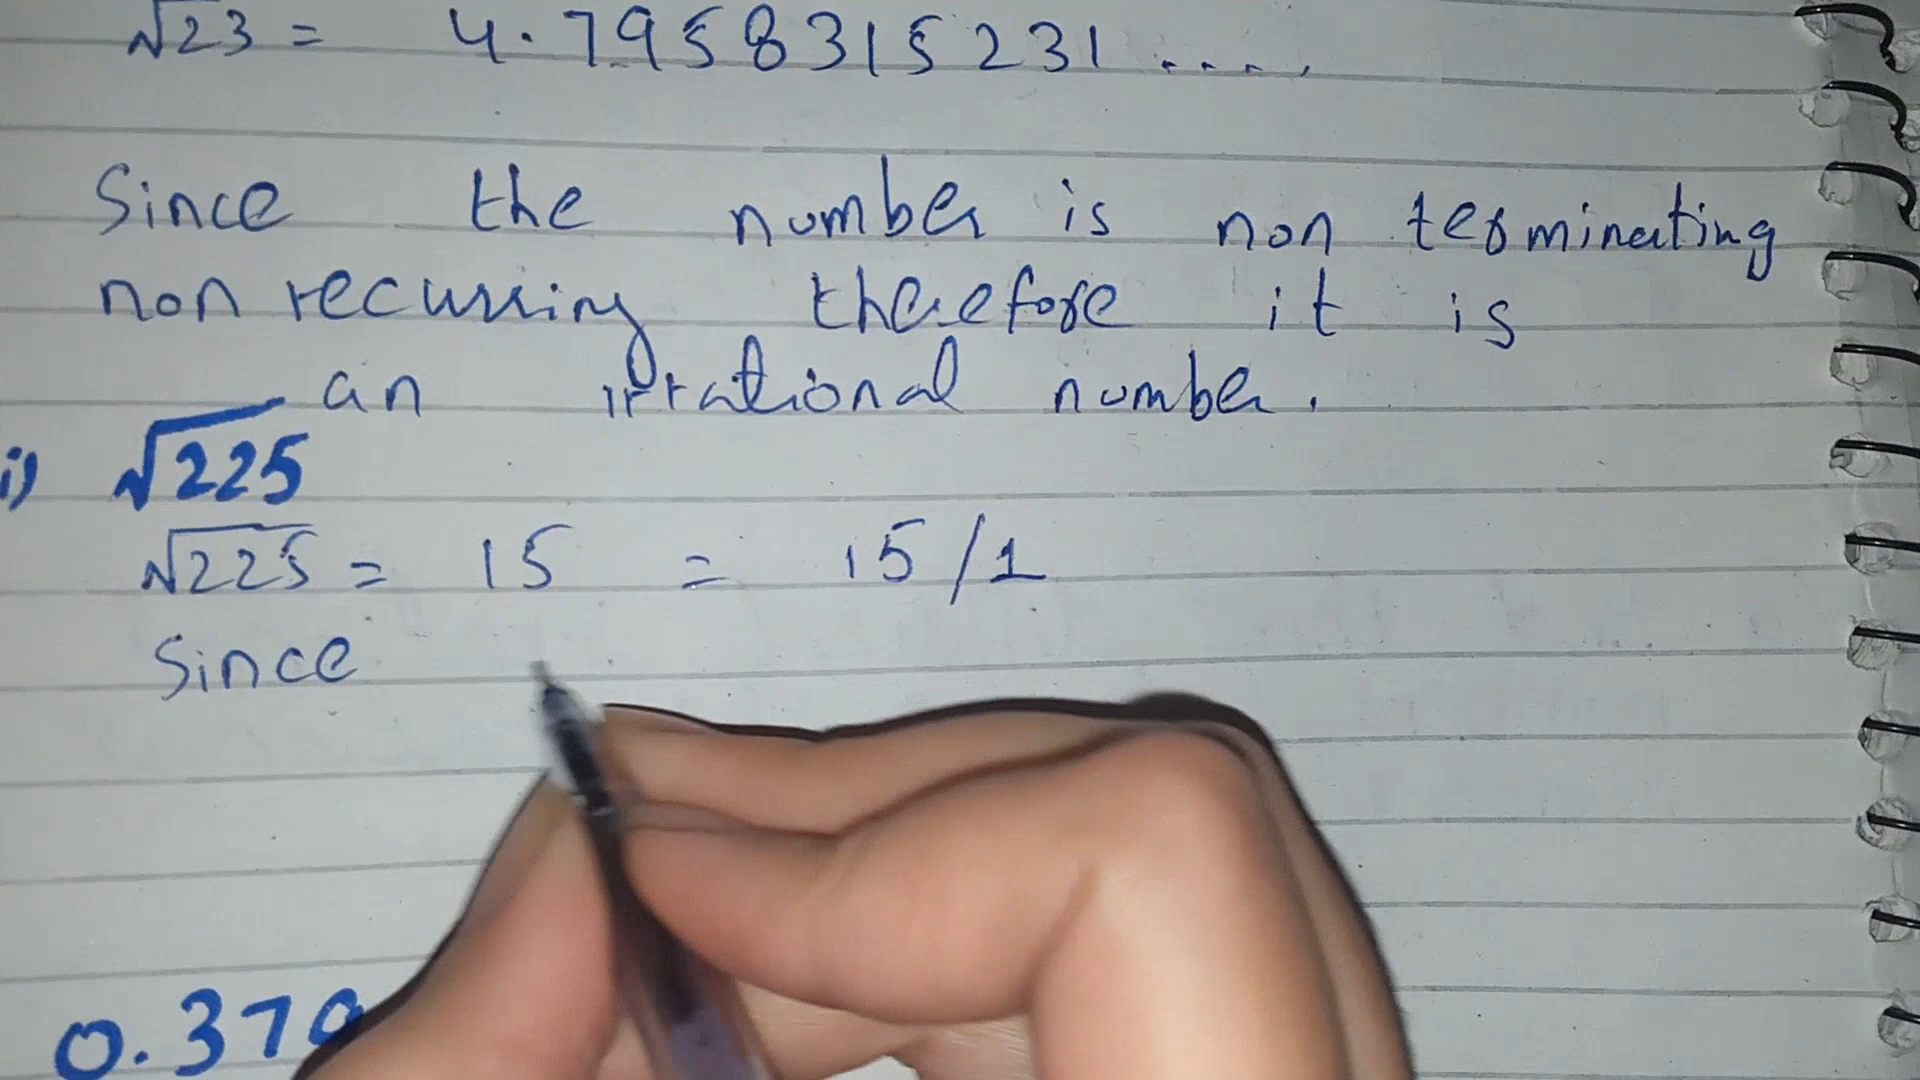 √23 = 4.7958315231....
Since the number is non terminating
non recurring therefore it is
an irrational number.
i) √225
√225 = 15 = 15/1
Since
0.379